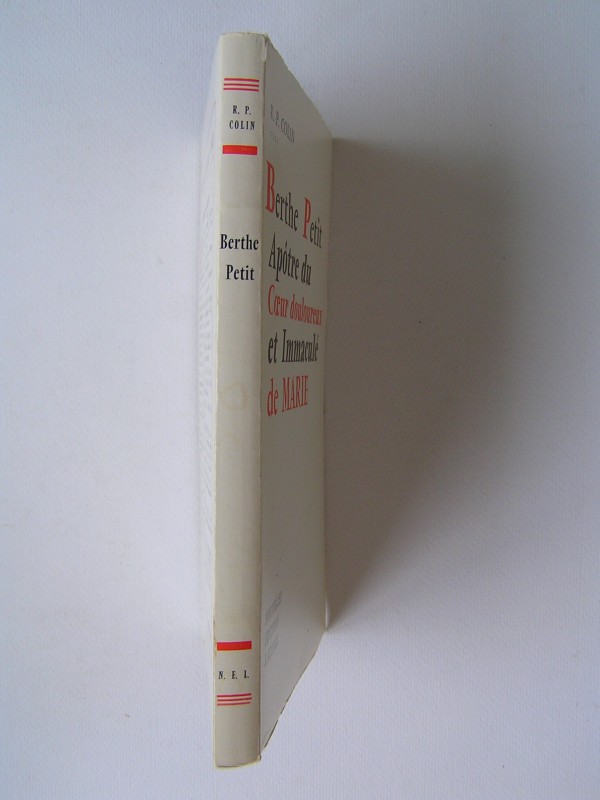 R. P.
COLIN
Berthe
Petit
N. E. L.
R. P. COLIN
Berthe Petit
Apôtre du
Cœur douloureux
et Immaculé
de MARIE